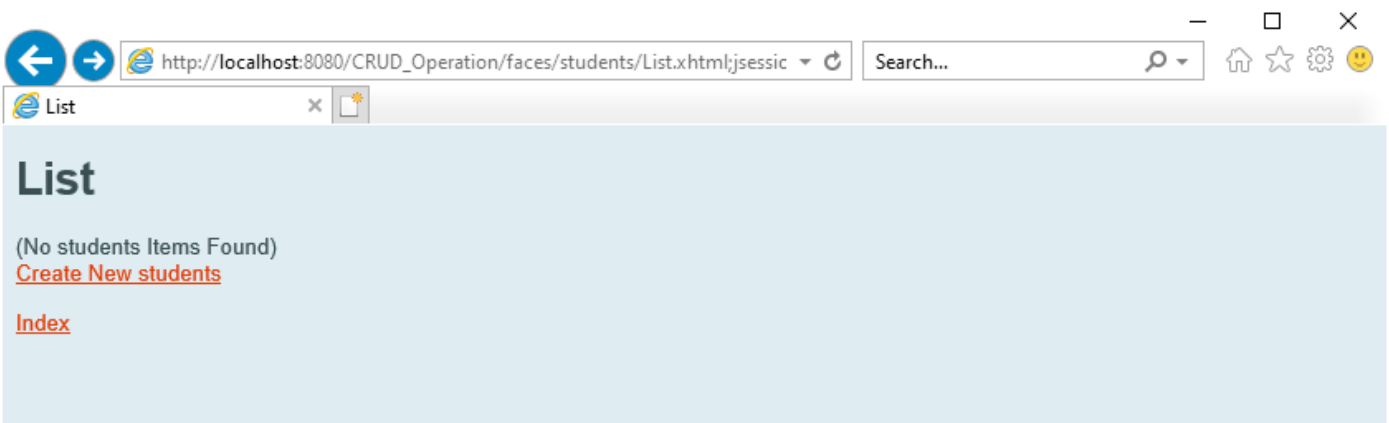 http://localhost:8080/CRUD_Operation/faces/students/List.xhtml;jsessic
Search...
List
List
(No students Items Found)
Create New students
Index